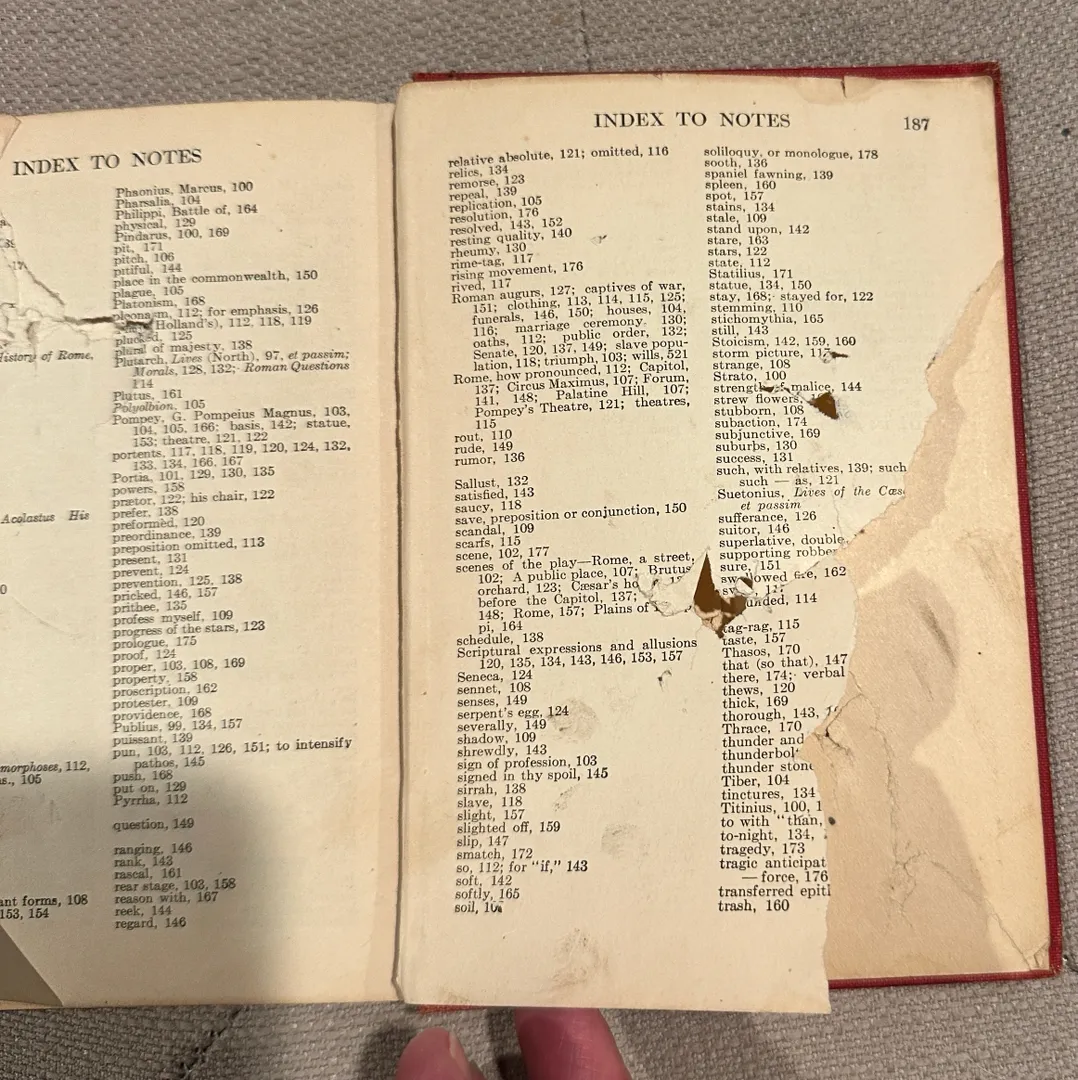 INDEX TO NOTES
History of Rome,
Acolastus His
0
morphoses, 112,
s., 105
ant forms, 108
153, 154
Phaonius, Marcus, 100
Pharsalia, 104
Philippi, Battle of, 164
physical, 129
Pindarus, 100, 169
pit, 171
pitch, 106
pitiful, 144
place in the commonwealth, 150
plague, 105
Platonism, 168
112; for emphasis, 126
Holland's), 112, 118, 119
plucked, 125
plural of majesty, 138
Plutarch, Lives (North), 97, et passim;
Morals, 128, 132; Roman Questions
114
Plutus, 161
Polyolbion, 105
Pompey, G. Pompeius Magnus, 103,
104, 105, 166; basis, 142; statue,
153; theatre, 121, 122
portents, 117, 118, 119, 120, 124, 132,
133, 134, 166, 167
Portia, 101, 129, 130, 135
powers, 158
prætor, 122; his chair, 122
prefer, 138
preformed, 120
preordinance, 139
preposition omitted, 113
present, 131
prevent, 124
prevention, 125, 138
pricked, 146, 157
prithee, 135
profess myself, 109
progress of the stars, 123
prologue, 175
proof, 124
proper, 103, 108, 169
property, 158
proscription, 162
protester, 109
providence, 168
Publius, 99, 134, 157
puissant, 139
pun, 103, 112, 126, 151; to intensify
pathos, 145
push, 168
put on, 129
Pyrrha, 112
question, 149
ranging, 146
rank, 143
rascal, 161
rear stage, 103, 158
reason with, 167
reek, 144
regard, 146
INDEX TO NOTES 187
relative absolute, 121; omitted, 116
relics, 134
remorse, 123
repeal, 139
replication, 105
resolution, 176
resolved, 143, 152
resting quality, 140
rheumy, 130
rime-tag, 117
rising movement, 176
rived, 117
Roman augurs, 127; captives of war,
151; clothing, 113, 114, 115, 125;
funerals, 146, 150; houses, 104,
116; marriage ceremony, 130;
oaths, 112; public order, 132;
Senate, 120, 137, 149; slave popu-
lation, 118; triumph, 103; wills, 521
Rome, how pronounced, 112; Capitol,
137; Circus Maximus, 107; Forum,
141, 148; Palatine Hill, 107;
Pompey's Theatre, 121; theatres,
115
rout, 110
rude, 149
rumor, 136
Sallust, 132
satisfied, 143
saucy, 118
save, preposition or conjunction, 150
scandal, 109
scarfs, 115
scene, 102, 177
scenes of the play—Rome, a street,
102; A public place, 107; Brutus
orchard, 123; Cæsar's
before the Capitol, 137;
148; Rome, 157; Plains of
pi, 164
schedule, 138
Scriptural expressions and allusions
120, 135, 134, 143, 146, 153, 157
Seneca, 124
sennet, 108
senses, 149
serpent's egg, 124
severally, 149
shadow, 109
shrewdly, 143
sign of profession, 103
signed in thy spoil, 145
sirrah, 138
slave, 118
slight, 157
slighted off, 159
slip, 147
smatch, 172
so, 112; for "if," 143
soft, 142
softly, 165
soil,
soliloquy, or monologue, 178
sooth, 136
spaniel fawning, 139
spleen, 160
spot, 157
stains, 134
stale, 109
stand upon, 142
stare, 163
stars, 122
state, 112
Statilius, 171
statue, 134, 150
stay, 168; stayed for, 122
stemming, 110
stichomythia, 165
still, 143
Stoicism, 142, 159, 160
storm picture,
strange, 108
Strato, 100
strength of malice, 144
strew flowers,
stubborn, 108
subaction, 174
subjunctive, 169
suburbs, 130
success, 131
such, with relatives, 139; such
such — as, 121
Suetonius, Lives of the Cæs
et passim
sufferance, 126
suitor, 146
superlative, double,
supporting robber
sure, 151
swallowed fire, 162
unded, 114
tag-rag, 115
taste, 157
Thasos, 170
that (so that), 147
there, 174; verbal
thews, 120
thick, 169
thorough, 143,
Thrace, 170
thunder and
thunderbol
thunder stone
Tiber, 104
tinctures, 134
Titinius, 100, 1
to with "than,
to-night, 134,
tragedy, 173
tragic anticipat
— force, 176
transferred epitl
trash, 160